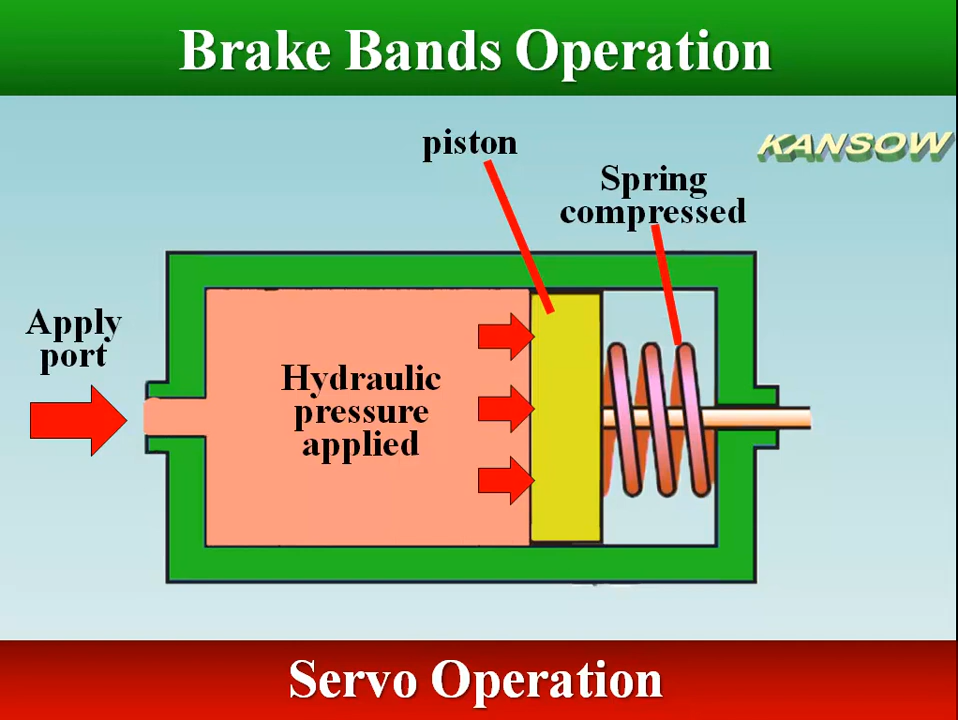 Brake Bands Operation
KANSOW
piston
Spring
compressed
Apply
port
Hydraulic
pressure
applied
Servo Operation